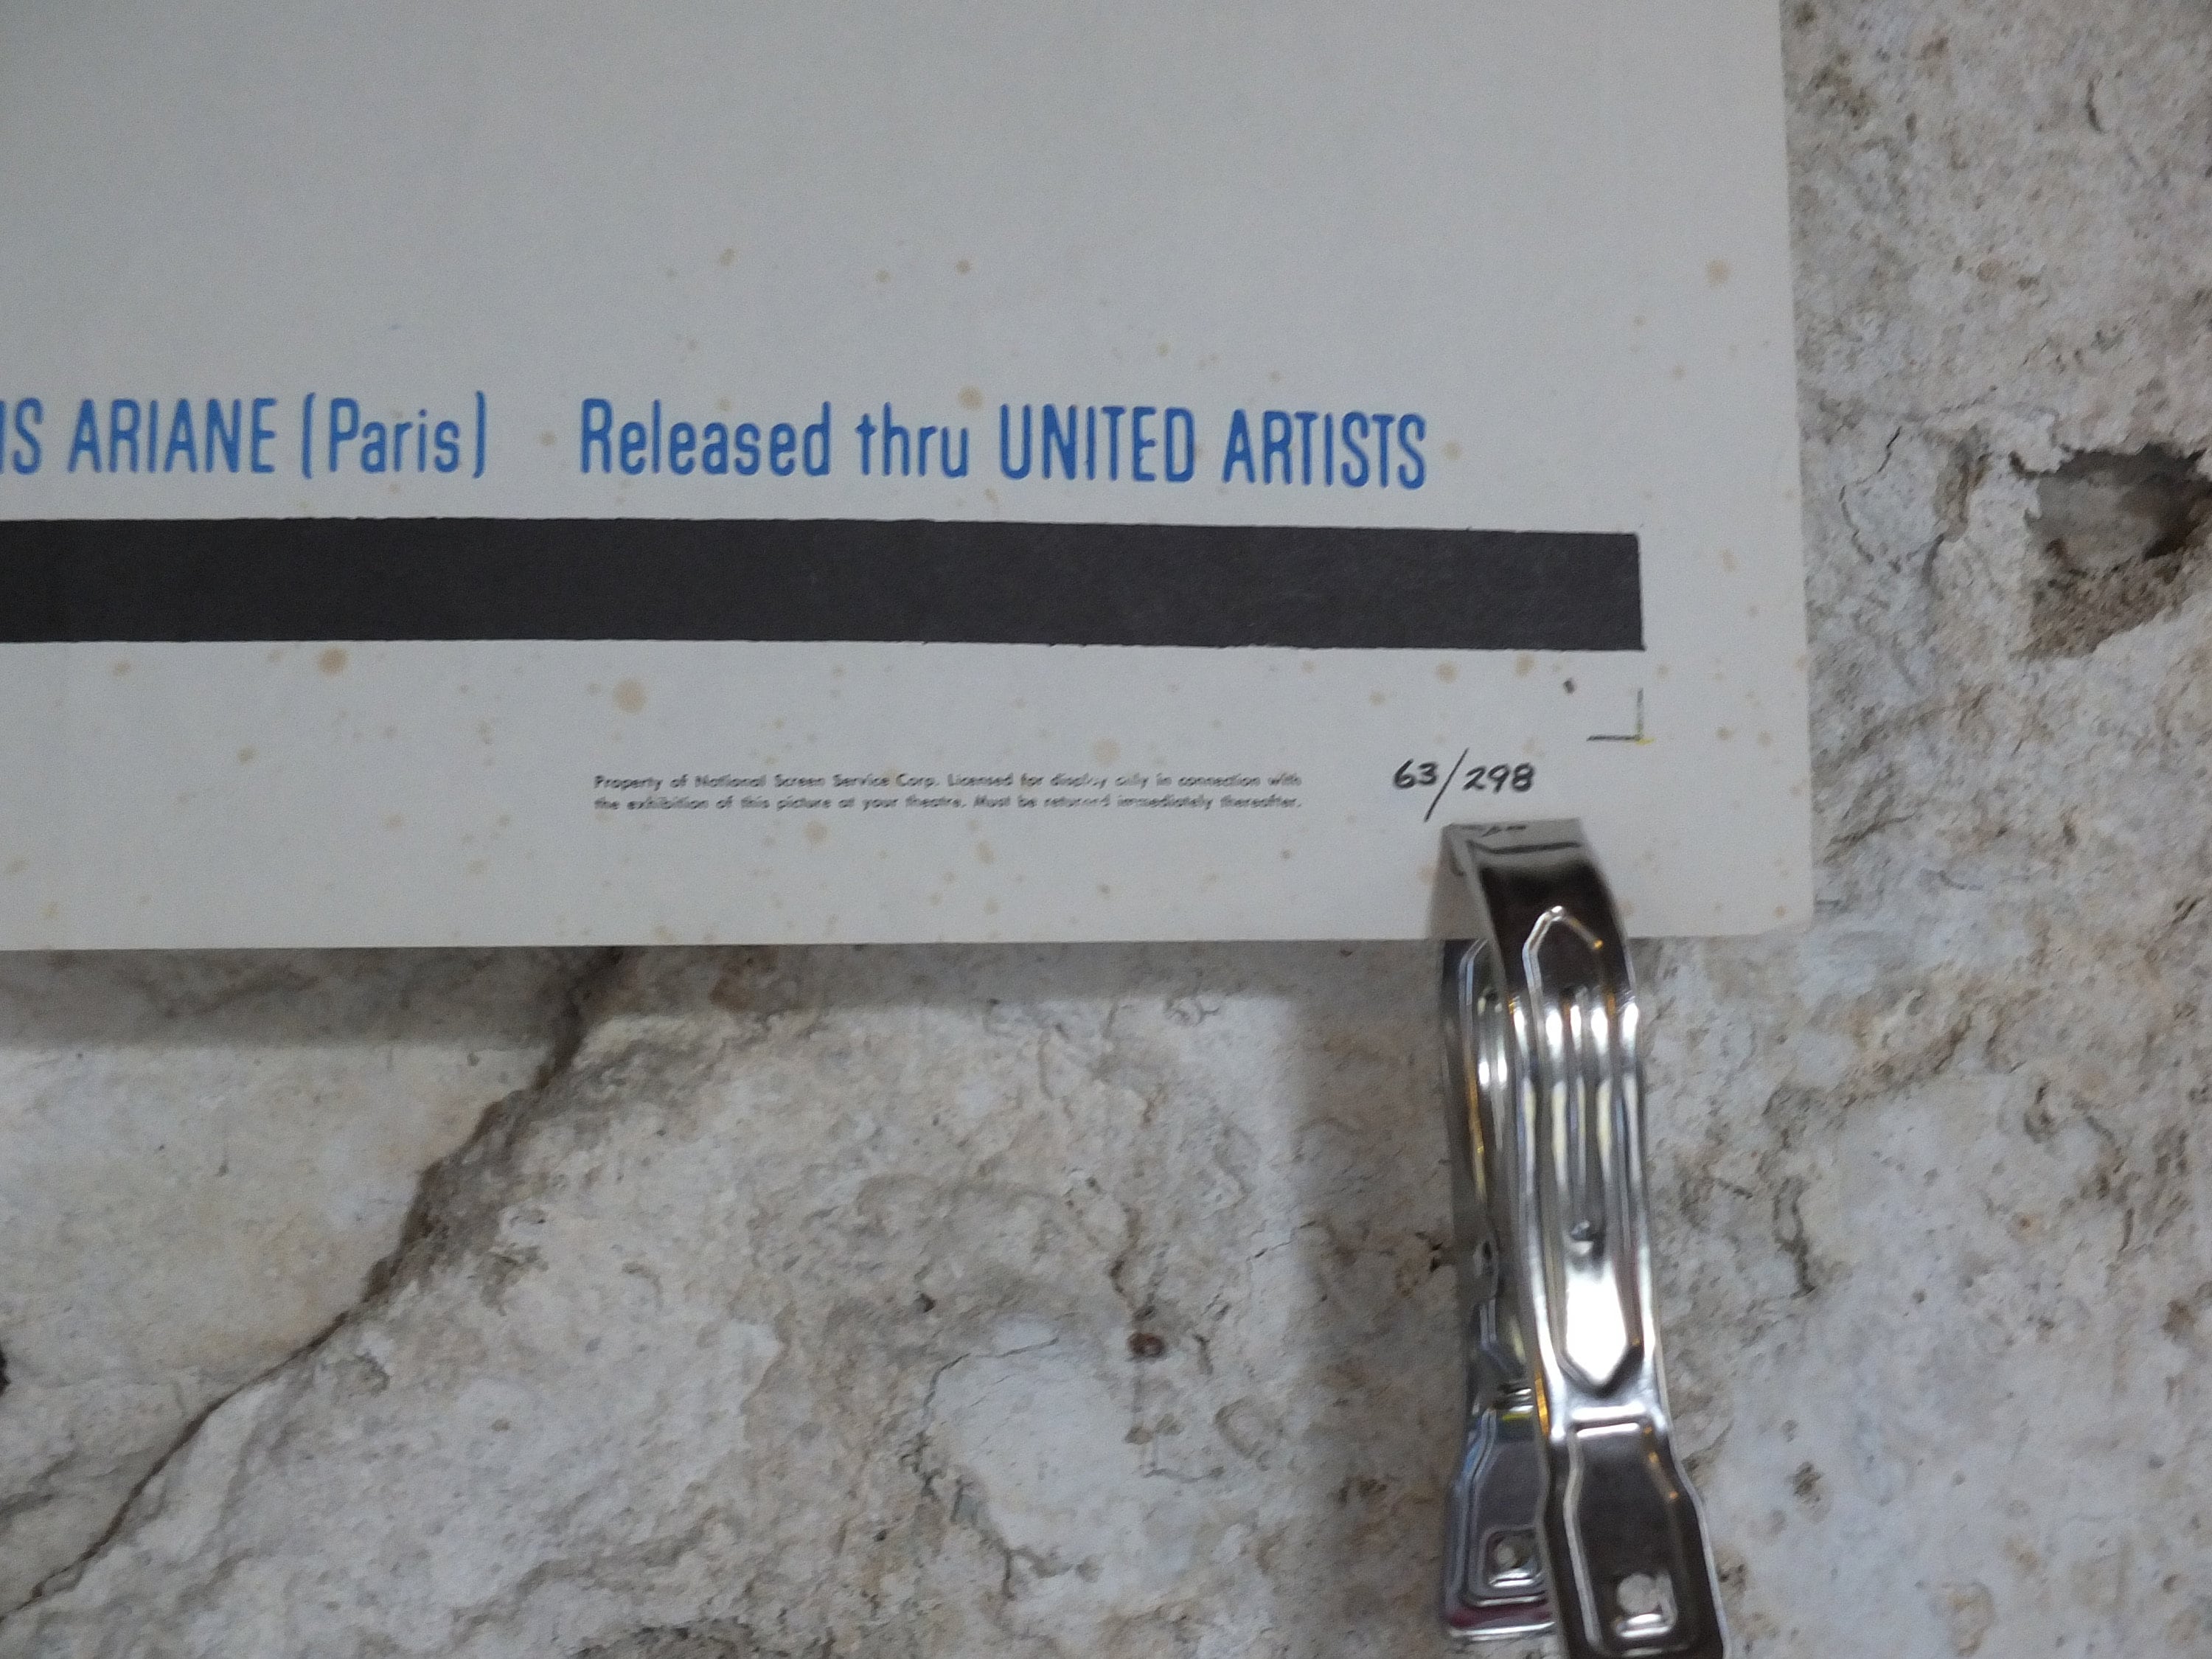 IS ARIANE (Paris) Released thru UNITED ARTISTS
Property of National Screen Service Corp. Licensed for display only in connection with
the exhibition of this picture at your theatre. Must be returned immediately thereafter.
63/298